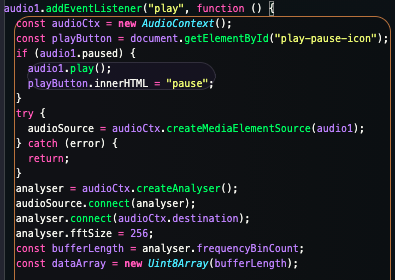 audio1.addEventListener("play", function () {
const audioCtx = new AudioContext();
const playButton = document.getElementById("play-pause-icon");
if (audio1.paused) {
audio1.play();
playButton.innerHTML = "pause";
}
try {
audioSource = audioCtx.createMediaElementSource(audio1);
} catch (error) {
return;
}
analyser = audioCtx.createAnalyser();
audioSource.connect(analyser);
analyser.connect(audioCtx.destination);
analyser.fftSize = 256;
const bufferLength = analyser.frequencyBinCount;
const dataArray = new Uint8Array(bufferLength);